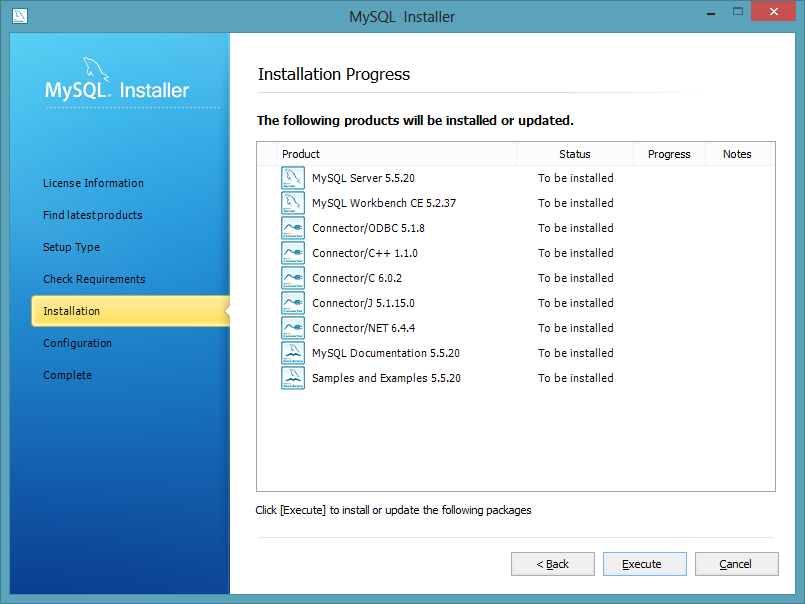 MySQL Installer
MySQL. Installer
License Information
Find latest products
Setup Type
Check Requirements
Installation
Configuration
Complete
Installation Progress
The following products will be installed or updated.
Product Status Progress Notes
MySQL Server 5.5.20 To be installed
MySQL Workbench CE 5.2.37 To be installed
Connector/ODBC 5.1.8 To be installed
Connector/C++ 1.1.0 To be installed
Connector/C 6.0.2 To be installed
Connector/J 5.1.15.0 To be installed
Connector/NET 6.4.4 To be installed
MySQL Documentation 5.5.20 To be installed
Samples and Examples 5.5.20 To be installed
Click [Execute] to install or update the following packages
< Back Execute Cancel